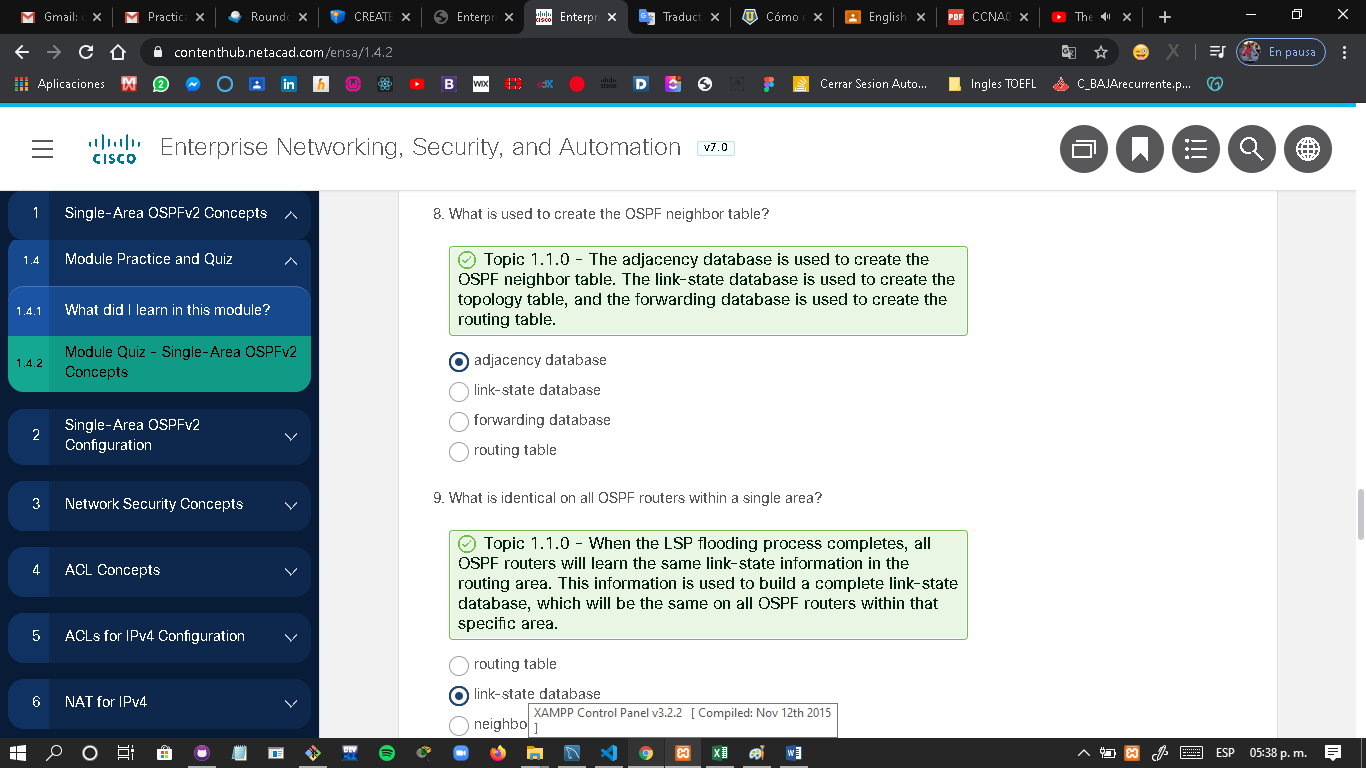 Gmail:
Practic
Roundc
CREATE
Enterpr
Enterpr
Traduct
Cómo
English
CCNA
The
contenthub.netacad.com/ensa/1.4.2
En pausa
Aplicaciones
Cerrar Sesion Auto...
Ingles TOEFL
C_BAJArecurrente.p...
CISCO
Enterprise Networking, Security, and Automation
v7.0
1 Single-Area OSPFv2 Concepts
1.4 Module Practice and Quiz
1.4.1 What did I learn in this module?
1.4.2 Module Quiz - Single-Area OSPFv2
Concepts
2 Single-Area OSPFv2
Configuration
3 Network Security Concepts
4 ACL Concepts
5 ACLs for IPv4 Configuration
6 NAT for IPv4
8. What is used to create the OSPF neighbor table?
Topic 1.1.0 - The adjacency database is used to create the
OSPF neighbor table. The link-state database is used to create the
topology table, and the forwarding database is used to create the
routing table.
adjacency database
link-state database
forwarding database
routing table
9. What is identical on all OSPF routers within a single area?
Topic 1.1.0 - When the LSP flooding process completes, all
OSPF routers will learn the same link-state information in the
routing area. This information is used to build a complete link-state
database, which will be the same on all OSPF routers within that
specific area.
routing table
link-state database
neighbo
XAMPP Control Panel v3.2.2 [ Compiled: Nov 12th 2015
]
ESP
05:38 p. m.